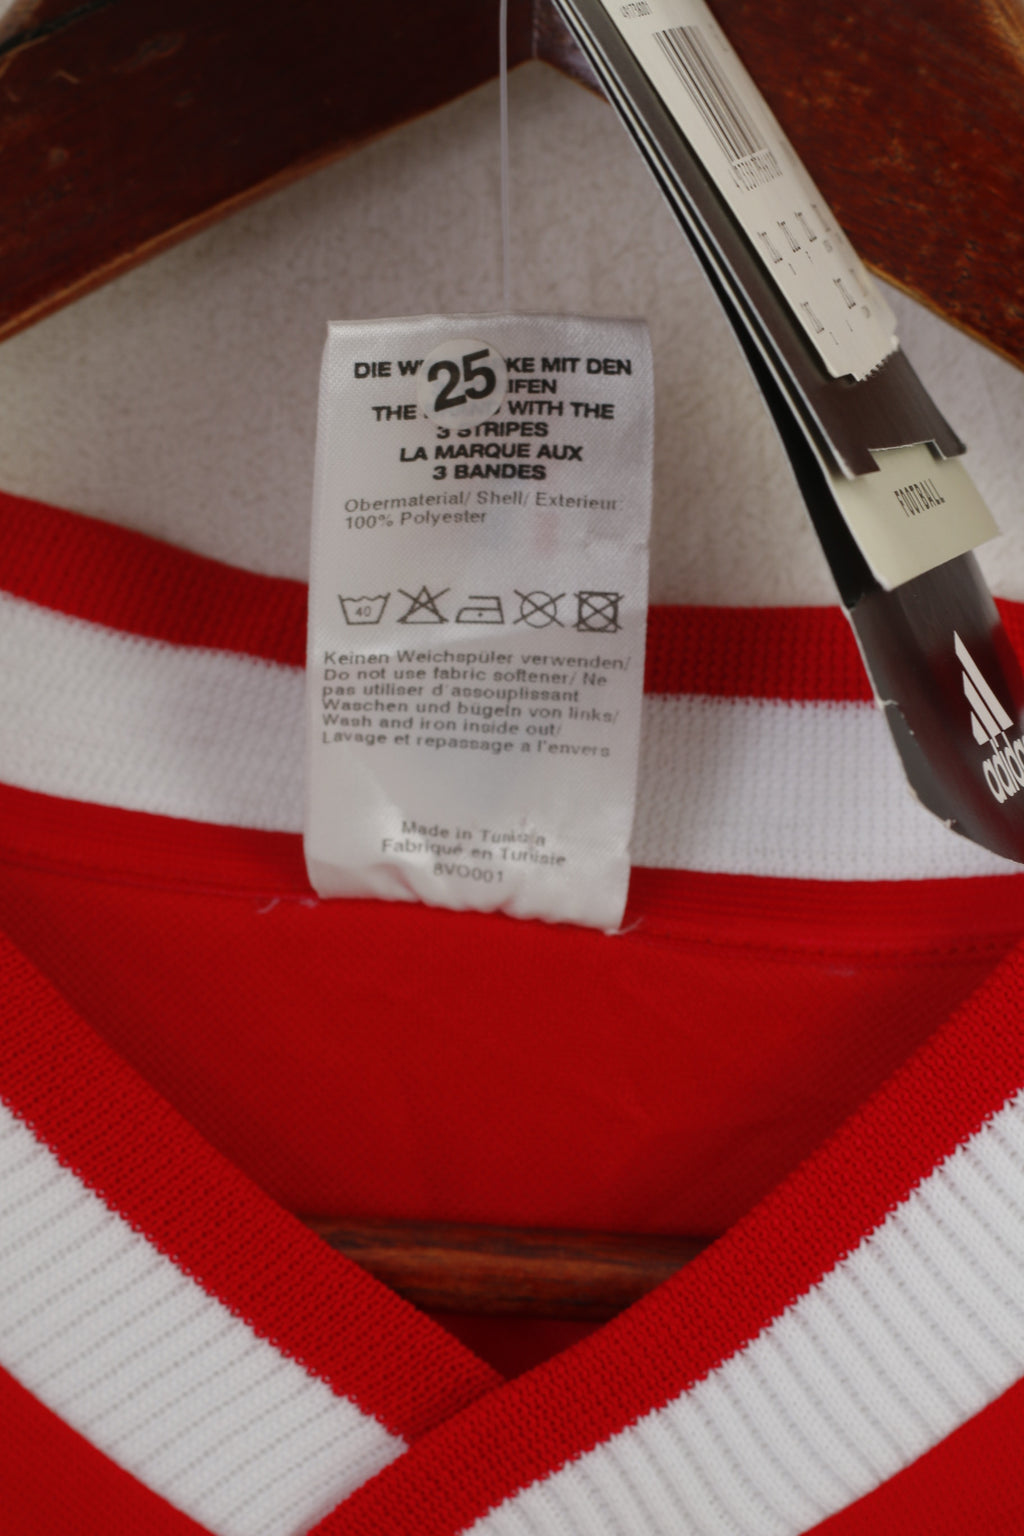 25
DIE KE MIT DEN
IFEN
THE WITH THE
3 STRIPES
LA MARQUE AUX
3 BANDES
Obermaterial/ Shell/ Exterieur:
100% Polyester
40
Keinen Weichspüler verwenden/
Do not use fabric softener/ Ne
pas utiliser d'assouplissant
Waschen und bügeln von links/
Wash and iron inside out/
Lavage et repassage a l'envers
Made in Tunisia
Fabriqué en Tunisie
8VO001
FOOTBALL
adidas